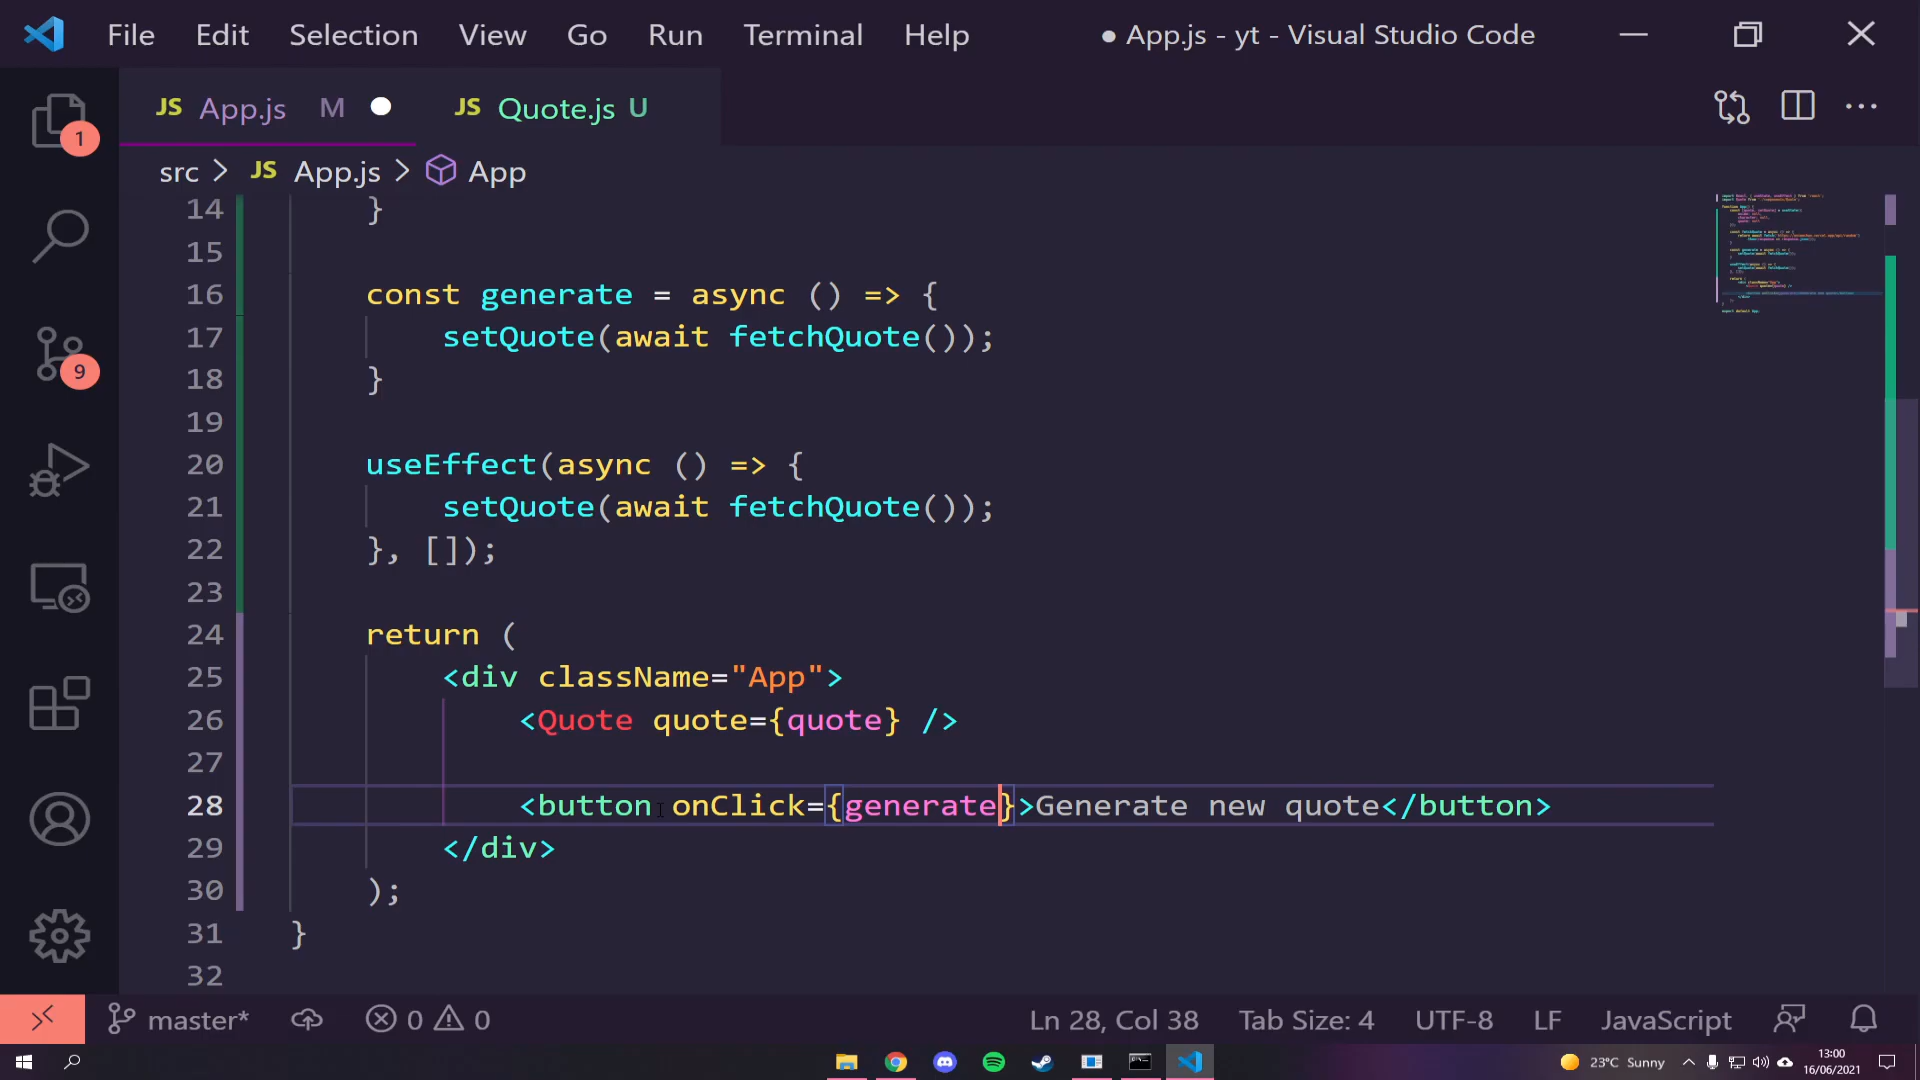 File Edit Selection View Go Run Terminal Help ● App.js - yt - Visual Studio Code
JS App.js M ● JS Quote.js U
src > JS App.js > App
1
9
14 }
15
16 const generate = async () => {
17 setQuote(await fetchQuote());
18 }
19
20 useEffect(async () => {
21 setQuote(await fetchQuote());
22 }, []);
23
24 return (
25 <div className="App">
26 <Quote quote={quote} />
27
28 <button onClick={generate}>Generate new quote</button>
29 </div>
30 );
31 }
32
master* 0 0 Ln 28, Col 38 Tab Size: 4 UTF-8 LF JavaScript
23°C Sunny 13:00
16/06/2021